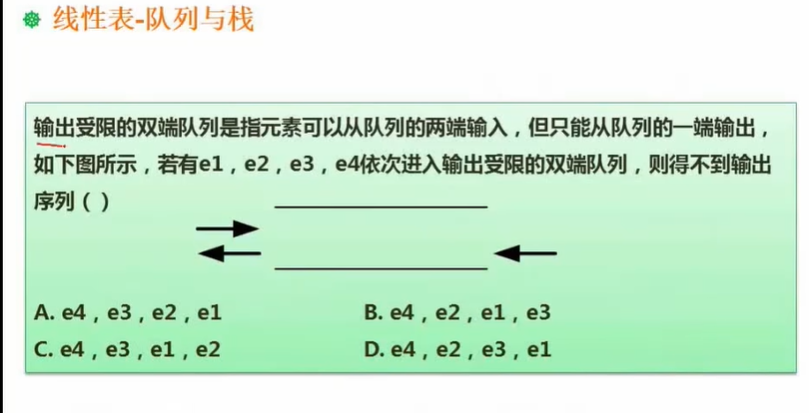 线性表-队列与栈
输出受限的双端队列是指元素可以从队列的两端输入，但只能从队列的一端输出，
如下图所示，若有e1，e2，e3，e4依次进入输出受限的双端队列，则得不到输出
序列（ ）
A. e4，e3，e2，e1 B. e4，e2，e1，e3
C. e4，e3，e1，e2 D. e4，e2，e3，e1